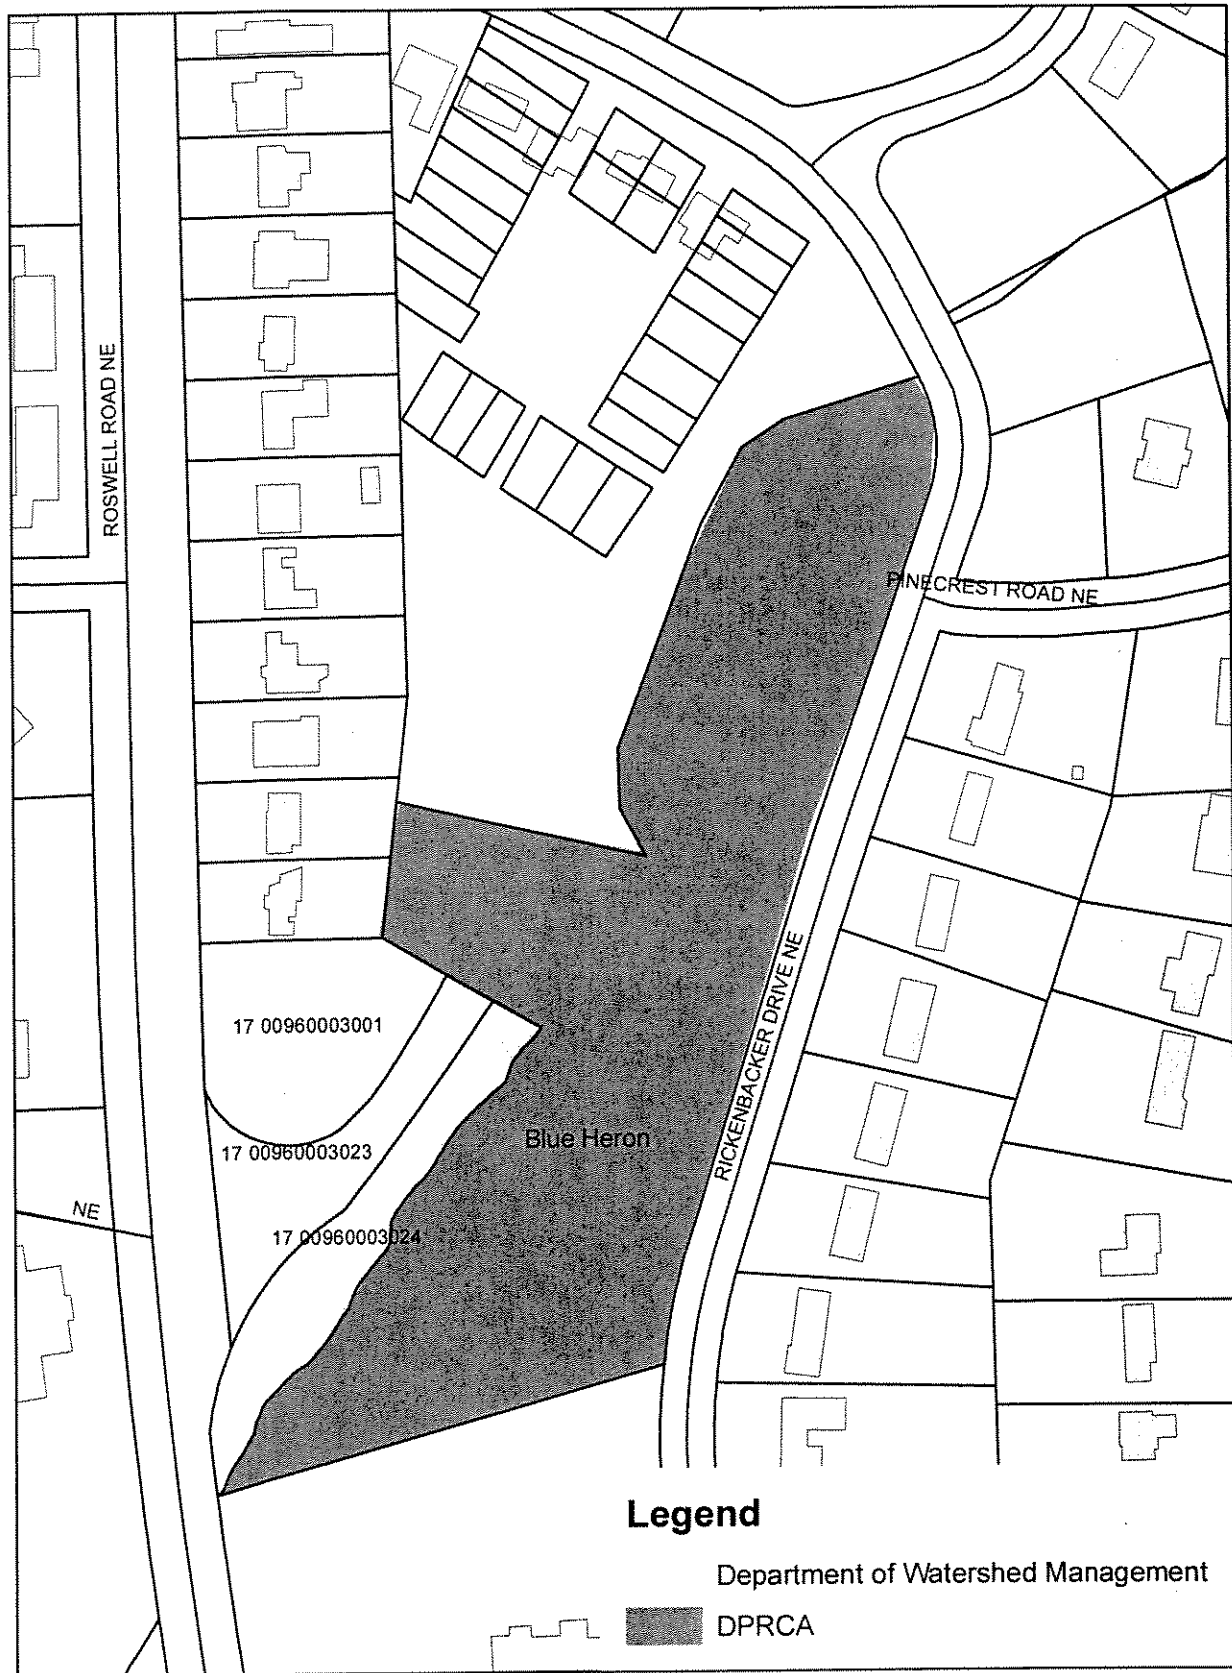 ROSWELL ROAD NE
PINECREST ROAD NE
RICKENBACKER DRIVE NE
17 00960003001
Blue Heron
17 00960003023
NE
17 00960003024
Legend
Department of Watershed Management
DPRCA